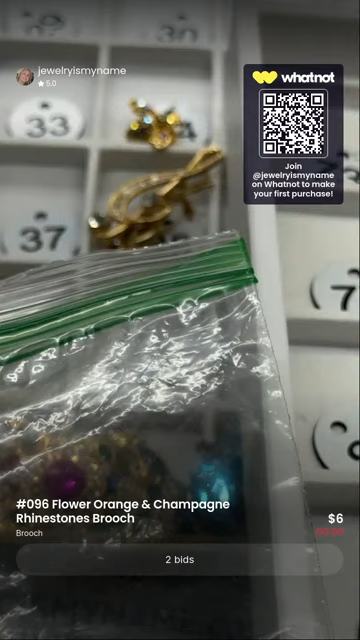 30
jewelryismyname
5.0
whatnot
33
Join
@jewelryismyname
on Whatnot to make
your first purchase!
37
#096 Flower Orange & Champagne
Rhinestones Brooch
$6
Brooch
2 bids